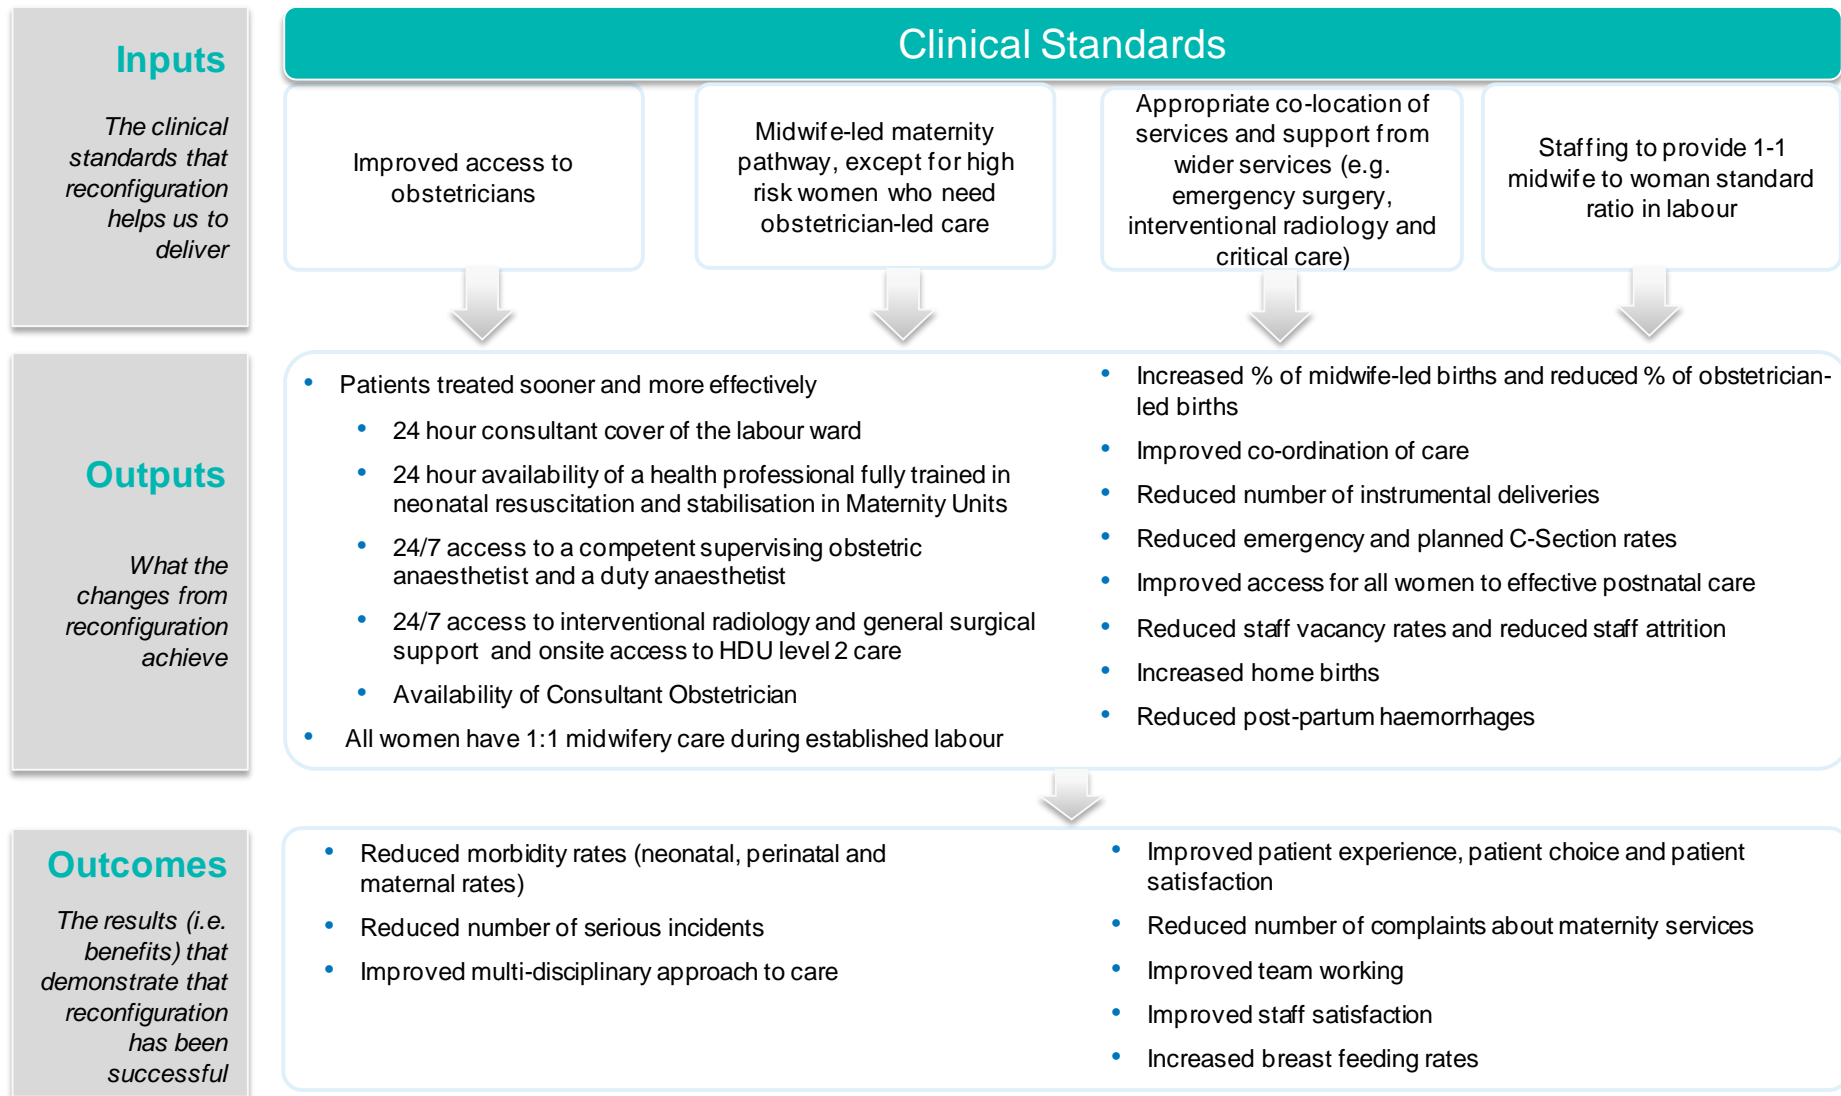 Inputs
The clinical
standards that
reconfiguration
helps us to
deliver
Clinical Standards
Improved access to
obstetricians
Midwife-led maternity
pathway, except for high
risk women who need
obstetrician-led care
Appropriate co-location of
services and support from
wider services (e.g.
emergency surgery,
interventional radiology and
critical care)
Staffing to provide 1-1
midwife to woman standard
ratio in labour
Outputs
What the
changes from
reconfiguration
achieve
• Patients treated sooner and more effectively
• 24 hour consultant cover of the labour ward
• 24 hour availability of a health professional fully trained in
neonatal resuscitation and stabilisation in Maternity Units
• 24/7 access to a competent supervising obstetric
anaesthetist and a duty anaesthetist
• 24/7 access to interventional radiology and general surgical
support and onsite access to HDU level 2 care
• Availability of Consultant Obstetrician
• All women have 1:1 midwifery care during established labour
• Increased % of midwife-led births and reduced % of obstetrician-
led births
• Improved co-ordination of care
• Reduced number of instrumental deliveries
• Reduced emergency and planned C-Section rates
• Improved access for all women to effective postnatal care
• Reduced staff vacancy rates and reduced staff attrition
• Increased home births
• Reduced post-partum haemorrhages
Outcomes
The results (i.e.
benefits) that
demonstrate that
reconfiguration
has been
successful
• Reduced morbidity rates (neonatal, perinatal and
maternal rates)
• Reduced number of serious incidents
• Improved multi-disciplinary approach to care
• Improved patient experience, patient choice and patient
satisfaction
• Reduced number of complaints about maternity services
• Improved team working
• Improved staff satisfaction
• Increased breast feeding rates